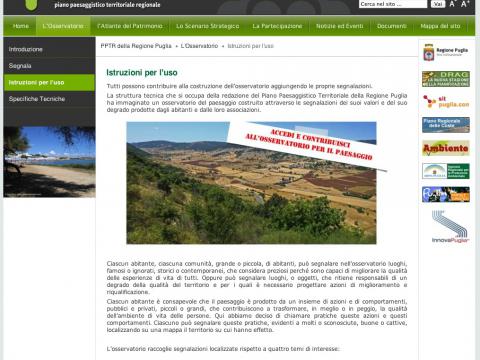 piano paesaggistico territoriale regionale
Cerca nel sito ... Vai A A
Home L'Osservatorio l'Atlante del Patrimonio Lo Scenario Strategico La Partecipazione Notizie ed Eventi Documenti Mappa del sito
Introduzione
Segnala
Istruzioni per l'uso
Specifiche Tecniche
PPTR della Regione Puglia L'Osservatorio Istruzioni per l'uso
Istruzioni per l'uso
Tutti possono contribuire alla costruzione dell'osservatorio aggiungendo le proprie segnalazioni.
La struttura tecnica che si occupa della redazione del Piano Paesaggistico Territoriale della Regione Puglia
ha immaginato un osservatorio del paesaggio costruito attraverso le segnalazioni dei suoi valori e del suo
degrado prodotte dagli abitanti e dalle loro associazioni.
ACCEDI E CONTRIBUISCI
ALL'OSSERVATORIO PER IL PAESAGGIO
Ciascun abitante, ciascuna comunità, grande o piccola, di abitanti, può segnalare nell'osservatorio luoghi,
famosi o ignorati, storici o contemporanei, che considera preziosi perché sono capaci di migliorare la qualità
delle esperienze di vita di tutti. Oppure può segnalare luoghi, o oggetti, che ritiene responsabili di un
degrado della qualità del territorio e per i quali è necessario progettare azioni di miglioramento e
riqualificazione.
Ciascun abitante è consapevole che il paesaggio è prodotto da un insieme di azioni e di comportamenti,
pubblici e privati, piccoli o grandi, che contribuiscono a trasformare, in meglio o in peggio, la qualità
dell'ambiente di vita delle persone. Qui abbiamo deciso di chiamare pratiche queste azioni e questi
comportamenti. Ciascuno può segnalare queste pratiche, evidenti a molti o sconosciute, buone o cattive,
localizzando su una mappa il territorio su cui hanno effetto.
L'osservatorio raccoglie segnalazioni localizzate rispetto a quattro temi di interesse:
Regione Puglia
DRAG
sit
puglia.con
Piano Regionale
delle Coste
Ambiente
InnovaPuglia